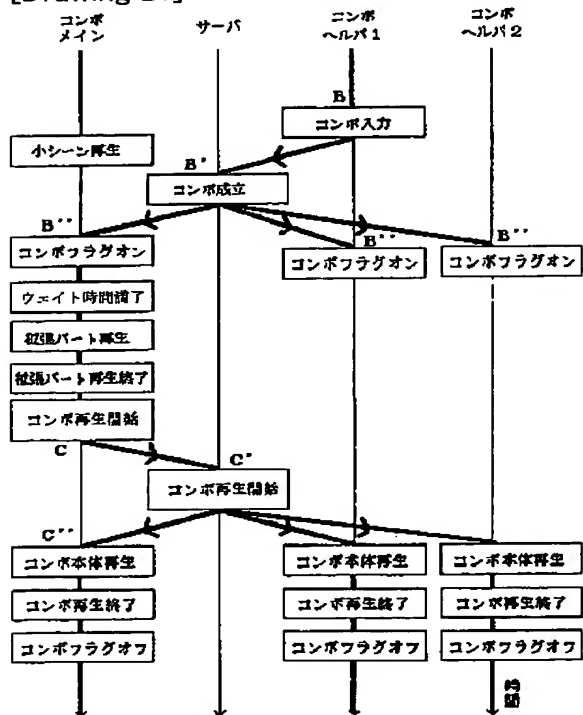 コンボ
メイン
サーバ
コンボ
ヘルパ1
コンボ
ヘルパ2
B
コンボ入力
小シーン再生
B'
コンボ成立
B''
コンボフラグオン
B''
コンボフラグオン
B''
コンボフラグオン
ウェイト時間満了
拡張パート再生
拡張パート再生終了
コンボ再生開始
C
C'
コンボ再生開始
C''
コンボ本体再生
コンボ本体再生
コンボ本体再生
コンボ再生終了
コンボ再生終了
コンボ再生終了
コンボフラグオフ
コンボフラグオフ
コンボフラグオフ
時間